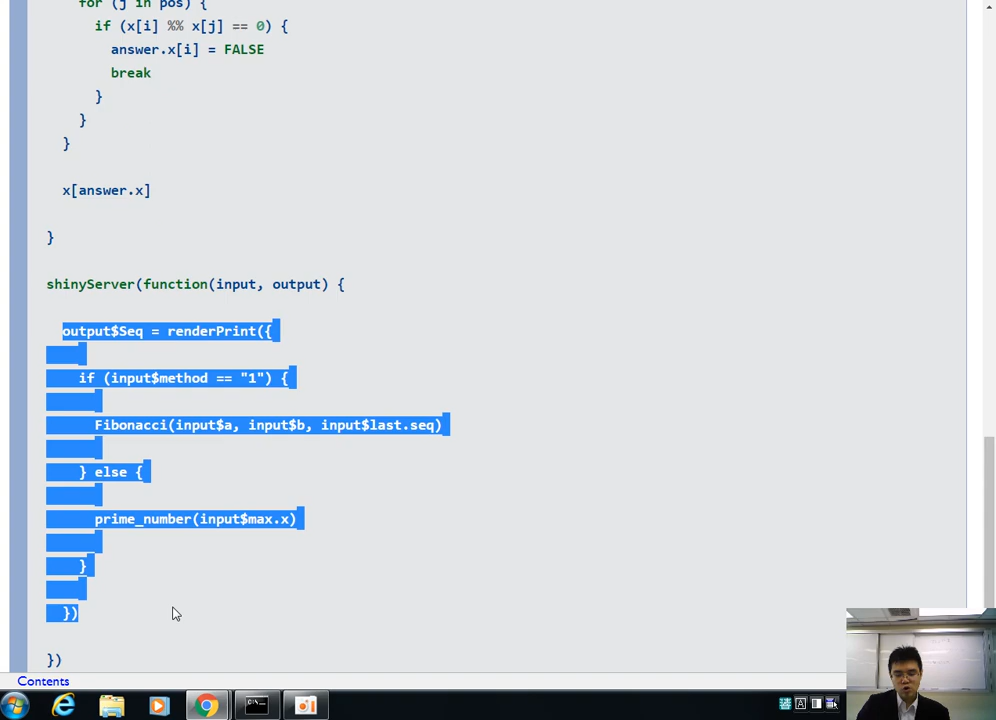 for (j in pos) {
if (x[i] %% x[j] == 0) {
answer.x[i] = FALSE
break
}
}
}
x[answer.x]
}
shinyServer(function(input, output) {
output$Seq = renderPrint({
if (input$method == "1") {
Fibonacci(input$a, input$b, input$last.seq)
} else {
prime_number(input$max.x)
}
})
})
Contents